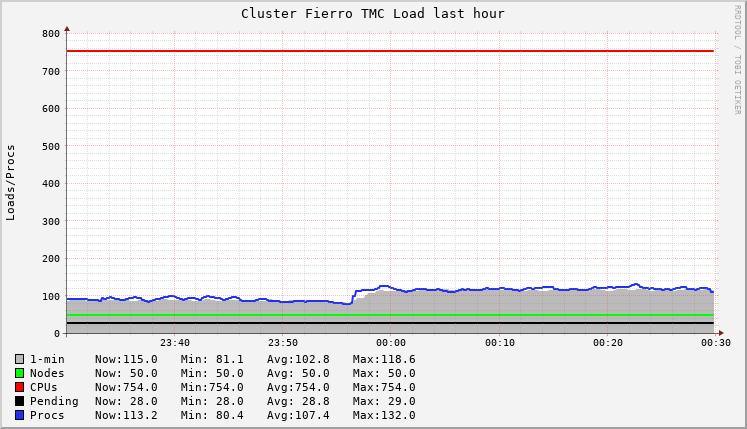 Cluster Fierro TMC Load last hour
RRDTOOL / TOBI OETIKER
Loads/Procs
800
700
600
500
400
300
200
100
0
23:40 23:50 00:00 00:10 00:20 00:30
1-min Now:115.0 Min: 81.1 Avg:102.8 Max:118.6
Nodes Now: 50.0 Min: 50.0 Avg: 50.0 Max: 50.0
CPUs Now:754.0 Min:754.0 Avg:754.0 Max:754.0
Pending Now: 28.0 Min: 28.0 Avg: 28.8 Max: 29.0
Procs Now:113.2 Min: 80.4 Avg:107.4 Max:132.0